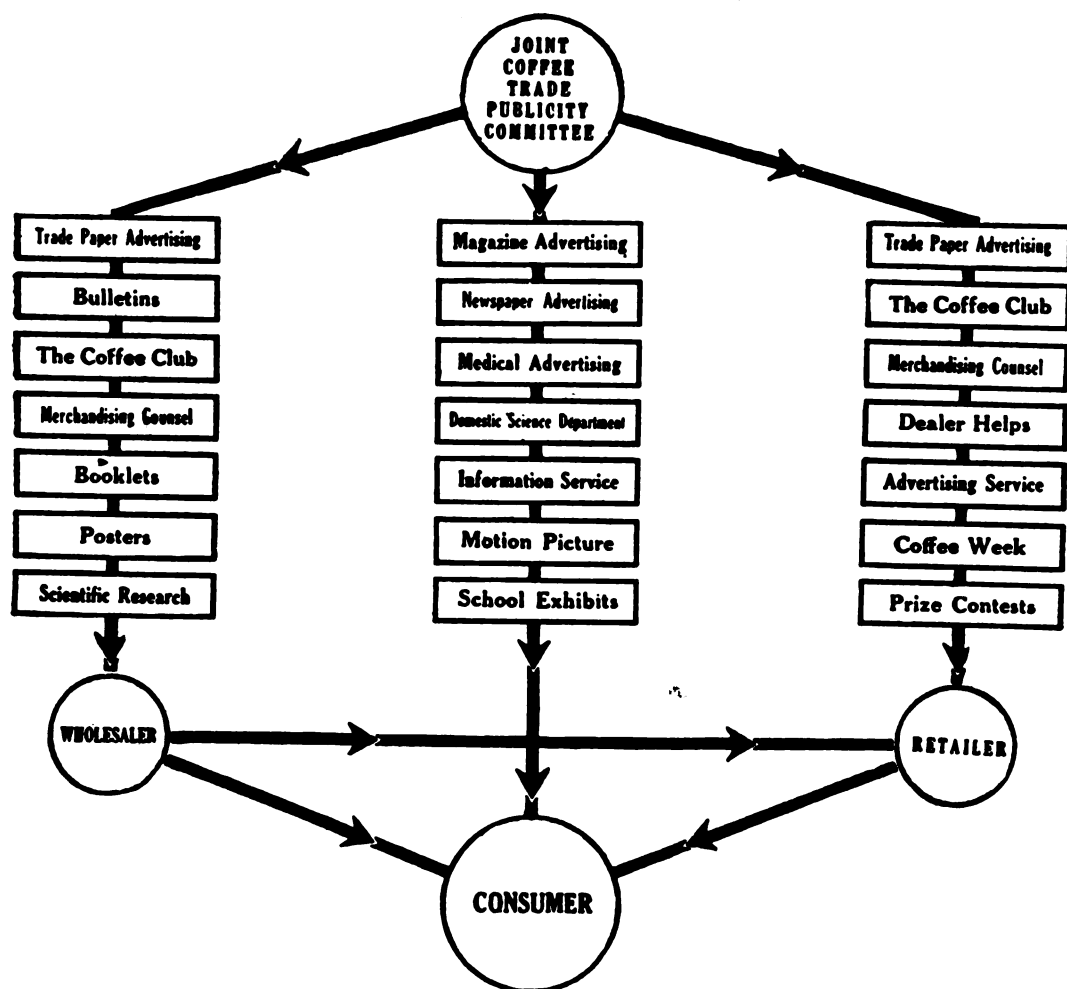 JOINT
COFFEE
TRADE
PUBLICITY
COMMITTEE
Trade Paper Advertising
Bulletins
The Coffee Club
Merchandising Counsel
Booklets
Posters
Scientific Research
Magazine Advertising
Newspaper Advertising
Medical Advertising
Domestic Science Department
Information Service
Motion Picture
School Exhibits
Trade Paper Advertising
The Coffee Club
Merchandising Counsel
Dealer Helps
Advertising Service
Coffee Week
Prize Contests
WHOLESALER
RETAILER
CONSUMER